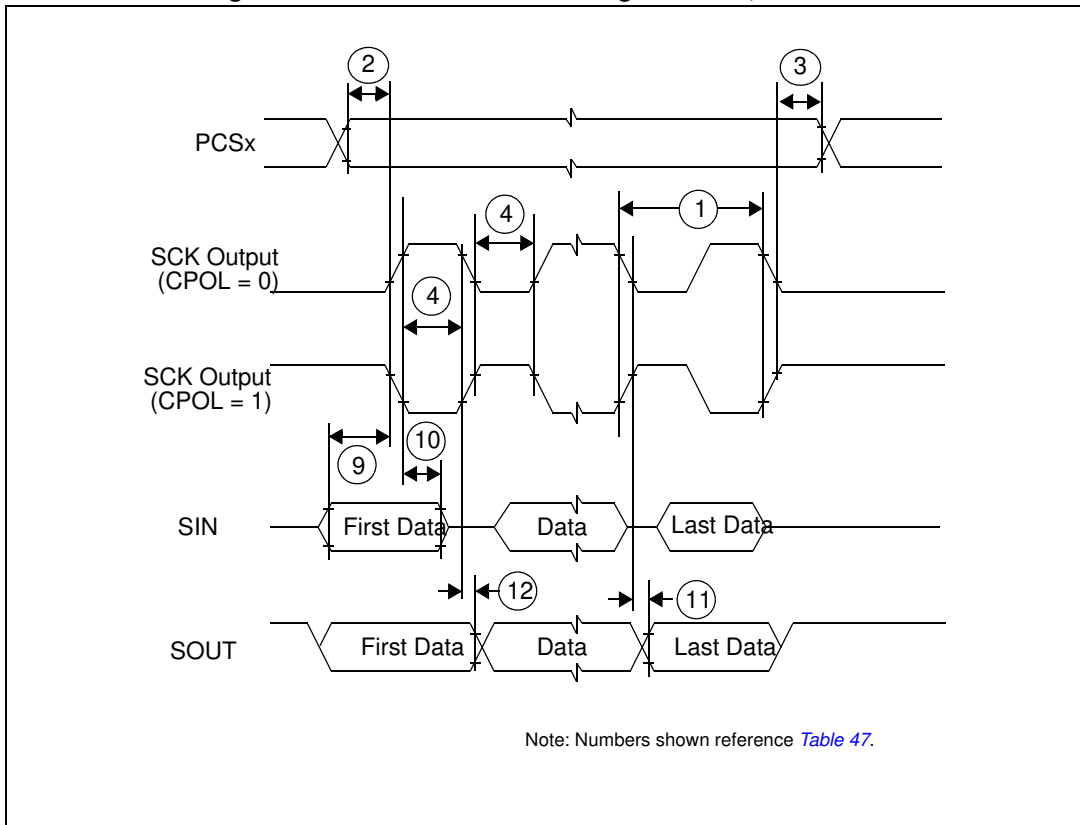 2
3
PCSx
1
4
SCK Output
(CPOL = 0)
4
SCK Output
(CPOL = 1)
10
9
SIN
First Data
Data
Last Data
12
11
SOUT
First Data
Data
Last Data
Note: Numbers shown reference Table 47.